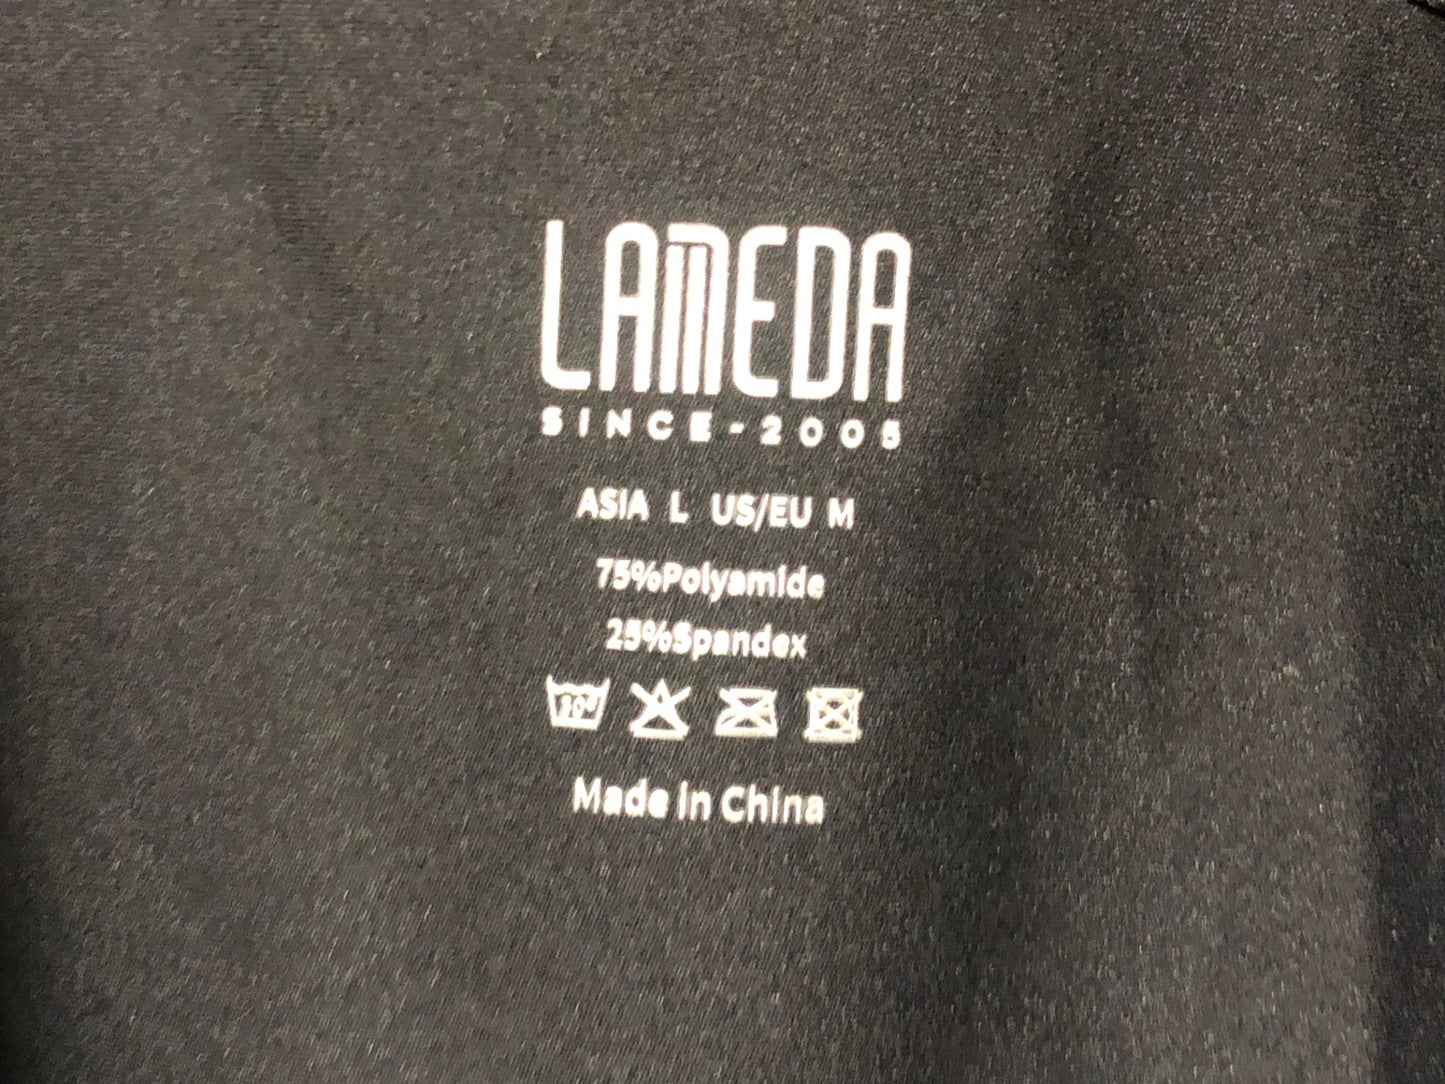 LAMEDA
SINCE-2005
ASIA L US/EU M
75%Polyamide
25%Spandex
Made In China